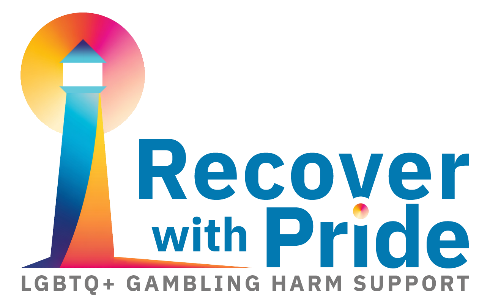 Recover
with Pride
LGBTQ+ GAMBLING HARM SUPPORT